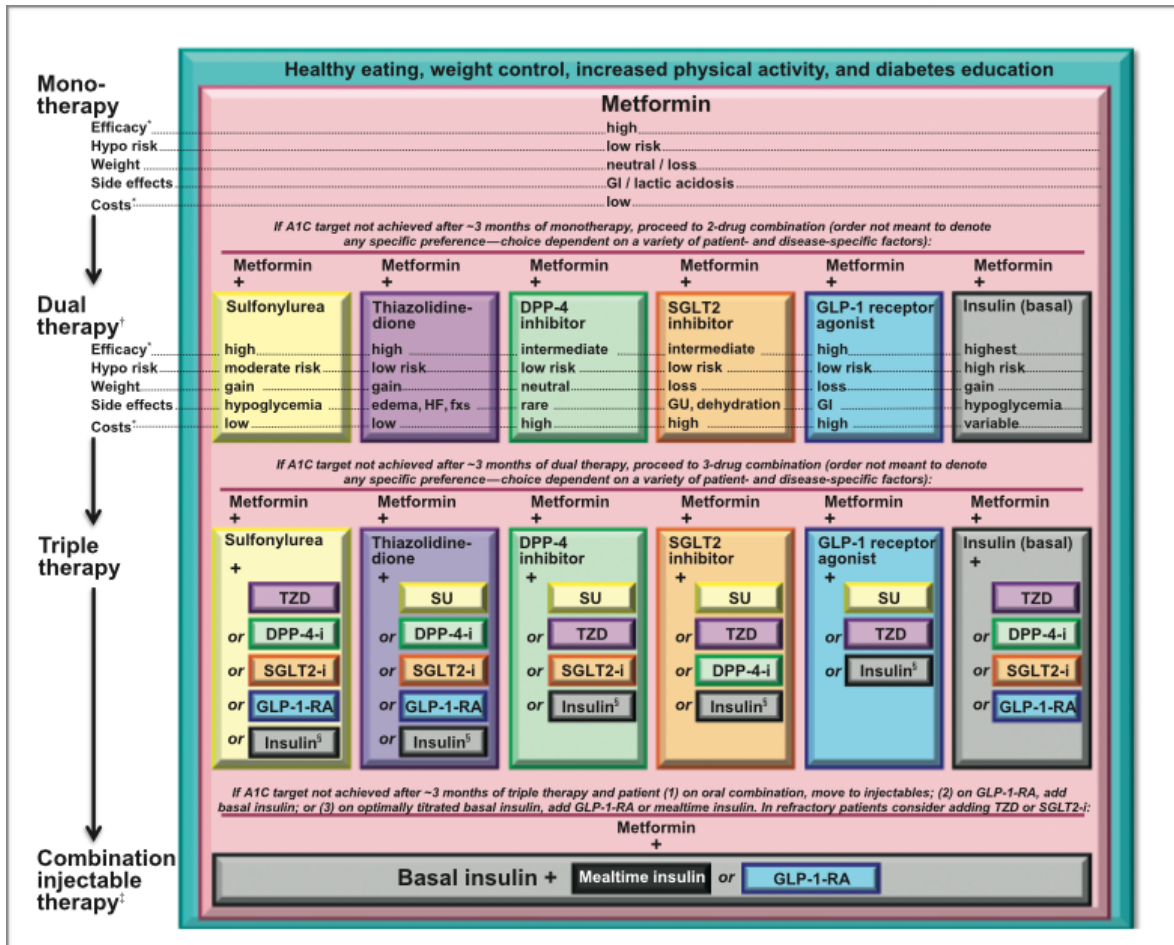 Healthy eating, weight control, increased physical activity, and diabetes education
Mono-
therapy
Metformin
Efficacy* high
Hypo risk low risk
Weight neutral / loss
Side effects GI / lactic acidosis
Costs* low
If A1C target not achieved after ~3 months of monotherapy, proceed to 2-drug combination (order not meant to denote
any specific preference—choice dependent on a variety of patient- and disease-specific factors):
Metformin Metformin Metformin Metformin Metformin Metformin
+ + + + + +
Dual
therapy†
Sulfonylurea
Thiazolidine-
dione
DPP-4
inhibitor
SGLT2
inhibitor
GLP-1 receptor
agonist
Insulin (basal)
Efficacy* high high intermediate intermediate high highest
Hypo risk moderate risk low risk low risk low risk low risk high risk
Weight gain gain neutral loss loss gain
Side effects hypoglycemia edema, HF, fxs rare GU, dehydration GI hypoglycemia
Costs* low low high high high variable
If A1C target not achieved after ~3 months of dual therapy, proceed to 3-drug combination (order not meant to denote
any specific preference—choice dependent on a variety of patient- and disease-specific factors):
Triple
therapy
Metformin
+
Sulfonylurea
+
TZD
or DPP-4-i
or SGLT2-i
or GLP-1-RA
or Insulin§
Metformin
+
Thiazolidine-
dione
+
SU
or DPP-4-i
or SGLT2-i
or GLP-1-RA
or Insulin§
Metformin
+
DPP-4
inhibitor
+
SU
or TZD
or SGLT2-i
or Insulin§
Metformin
+
SGLT2
inhibitor
+
SU
or TZD
or DPP-4-i
or Insulin§
Metformin
+
GLP-1 receptor
agonist
+
SU
or TZD
or Insulin§
Metformin
+
Insulin (basal)
+
TZD
or DPP-4-i
or SGLT2-i
or GLP-1-RA
If A1C target not achieved after ~3 months of triple therapy and patient (1) on oral combination, move to injectables; (2) on GLP-1-RA, add
basal insulin; or (3) on optimally titrated basal insulin, add GLP-1-RA or mealtime insulin. In refractory patients consider adding TZD or SGLT2-i:
Metformin
+
Combination
injectable
therapy‡
Basal insulin + Mealtime insulin or GLP-1-RA